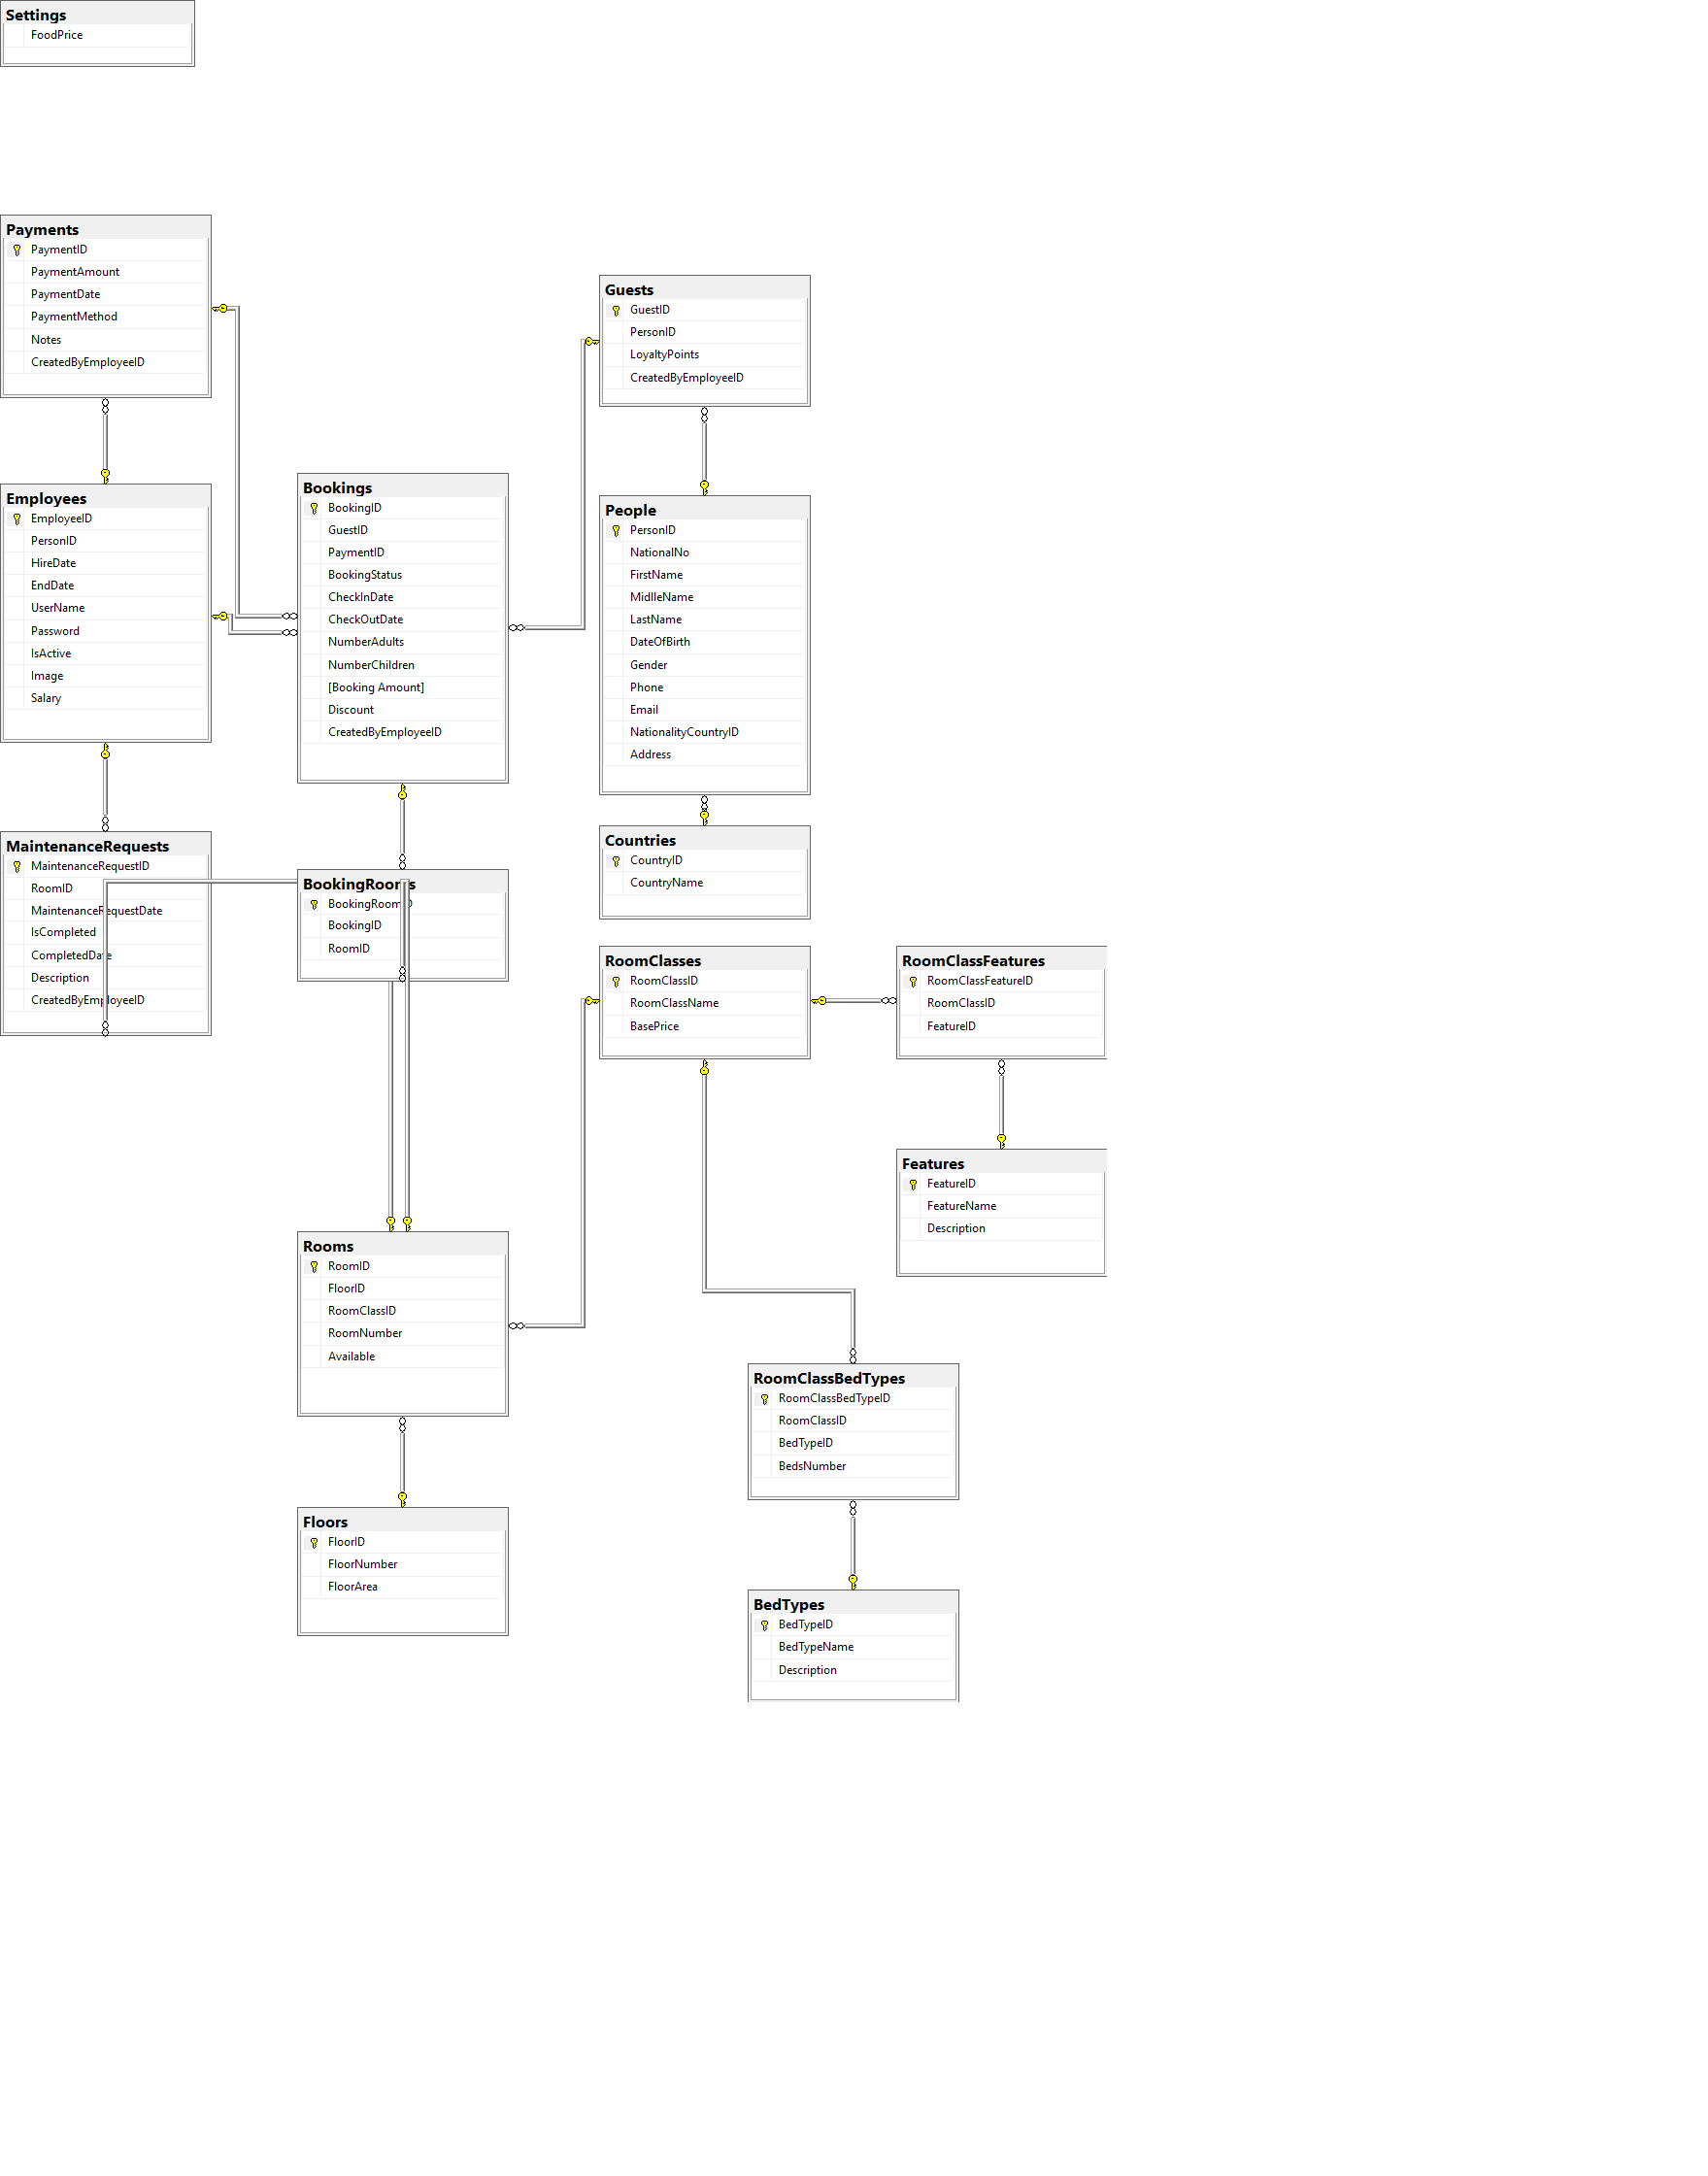 Settings
FoodPrice
Payments
PaymentID
PaymentAmount
PaymentDate
PaymentMethod
Notes
CreatedByEmployeeID
Guests
GuestID
PersonID
LoyaltyPoints
CreatedByEmployeeID
Employees
EmployeeID
PersonID
HireDate
EndDate
UserName
Password
IsActive
Image
Salary
Bookings
BookingID
GuestID
PaymentID
BookingStatus
CheckInDate
CheckOutDate
NumberAdults
NumberChildren
[Booking Amount]
Discount
CreatedByEmployeeID
People
PersonID
NationalNo
FirstName
MidlleName
LastName
DateOfBirth
Gender
Phone
Email
NationalityCountryID
Address
MaintenanceRequests
MaintenanceRequestID
RoomID
MaintenanceRequestDate
IsCompleted
CompletedDate
Description
CreatedByEmployeeID
BookingRooms
BookingRoomID
BookingID
RoomID
Countries
CountryID
CountryName
RoomClasses
RoomClassID
RoomClassName
BasePrice
RoomClassFeatures
RoomClassFeatureID
RoomClassID
FeatureID
Features
FeatureID
FeatureName
Description
Rooms
RoomID
FloorID
RoomClassID
RoomNumber
Available
RoomClassBedTypes
RoomClassBedTypeID
RoomClassID
BedTypeID
BedsNumber
Floors
FloorID
FloorNumber
FloorArea
BedTypes
BedTypeID
BedTypeName
Description